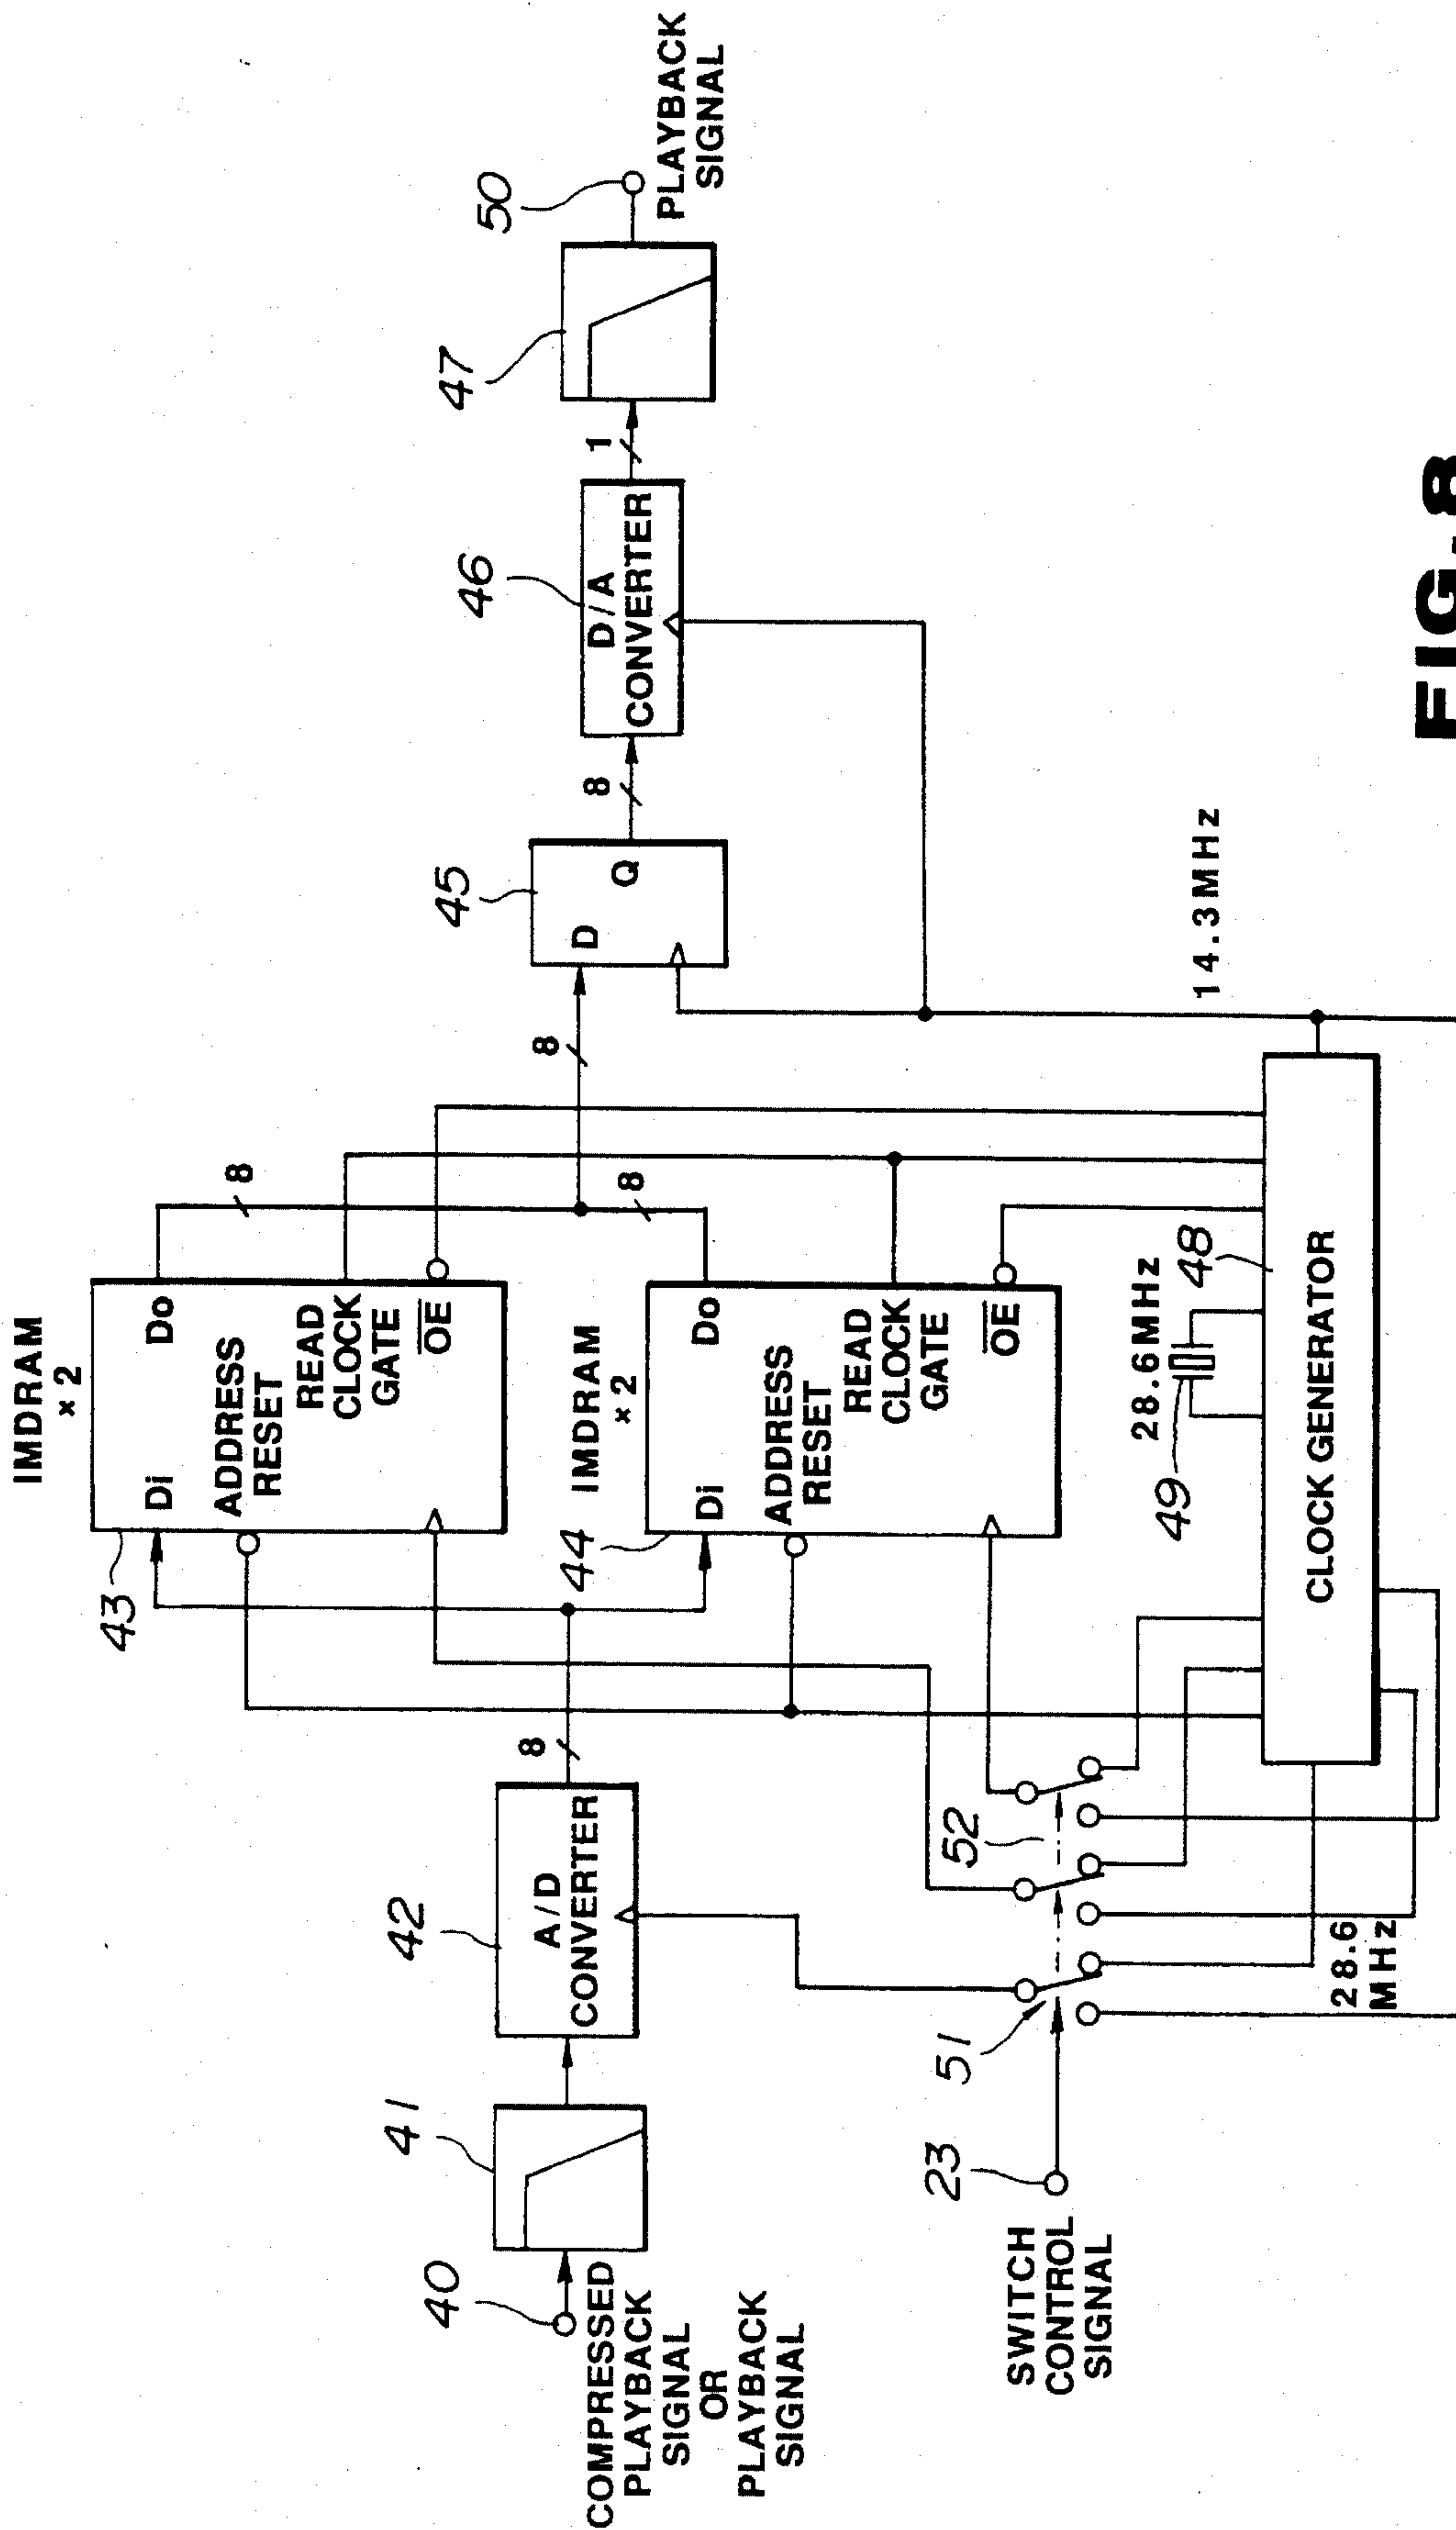 IMDRAM
×2
43
Di
Do
ADDRESS
RESET
READ
CLOCK
GATE
OE
8
IMDRAM
×2
44
Di
Do
ADDRESS
RESET
READ
CLOCK
GATE
OE
8
8
40
COMPRESSED
PLAYBACK
SIGNAL
OR
PLAYBACK
SIGNAL
41
42
A/D
CONVERTER
8
45
D
Q
8
46
D/A
CONVERTER
1
47
50
PLAYBACK
SIGNAL
23
SWITCH
CONTROL
SIGNAL
51
52
28.6
MHz
49
28.6MHz
48
CLOCK GENERATOR
14.3MHz
FIG.8